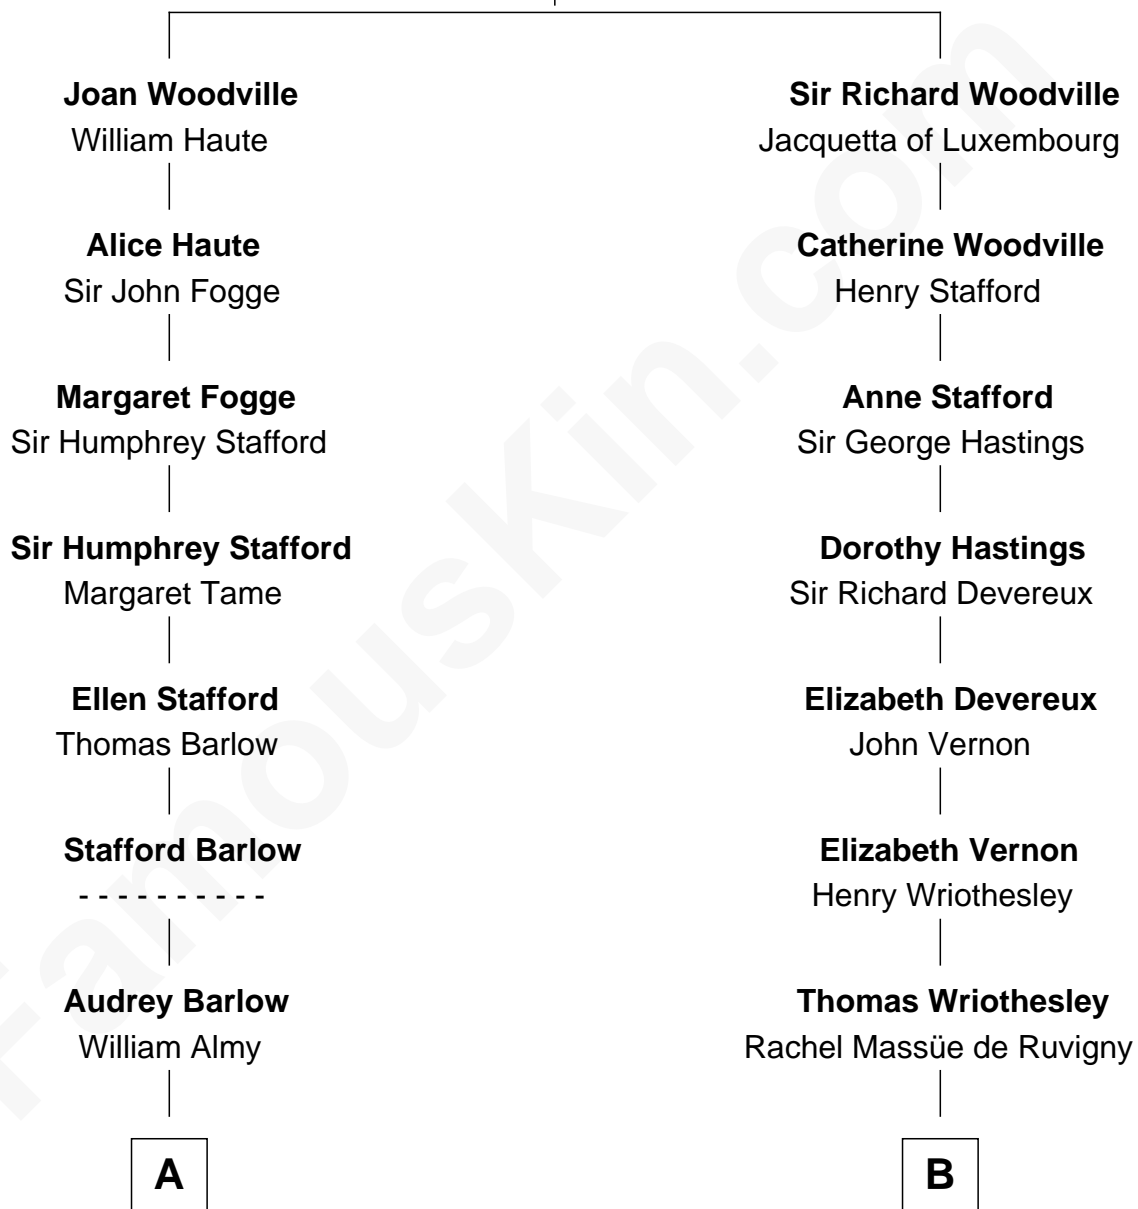 Joan Woodville
William Haute
Alice Haute
Sir John Fogge
Margaret Fogge
Sir Humphrey Stafford
Sir Humphrey Stafford
Margaret Tame
Ellen Stafford
Thomas Barlow
Stafford Barlow
- - - - - - - - - -
Audrey Barlow
William Almy
A
Sir Richard Woodville
Jacquetta of Luxembourg
Catherine Woodville
Henry Stafford
Anne Stafford
Sir George Hastings
Dorothy Hastings
Sir Richard Devereux
Elizabeth Devereux
John Vernon
Elizabeth Vernon
Henry Wriothesley
Thomas Wriothesley
Rachel Massüe de Ruvigny
B
FamousKin.com